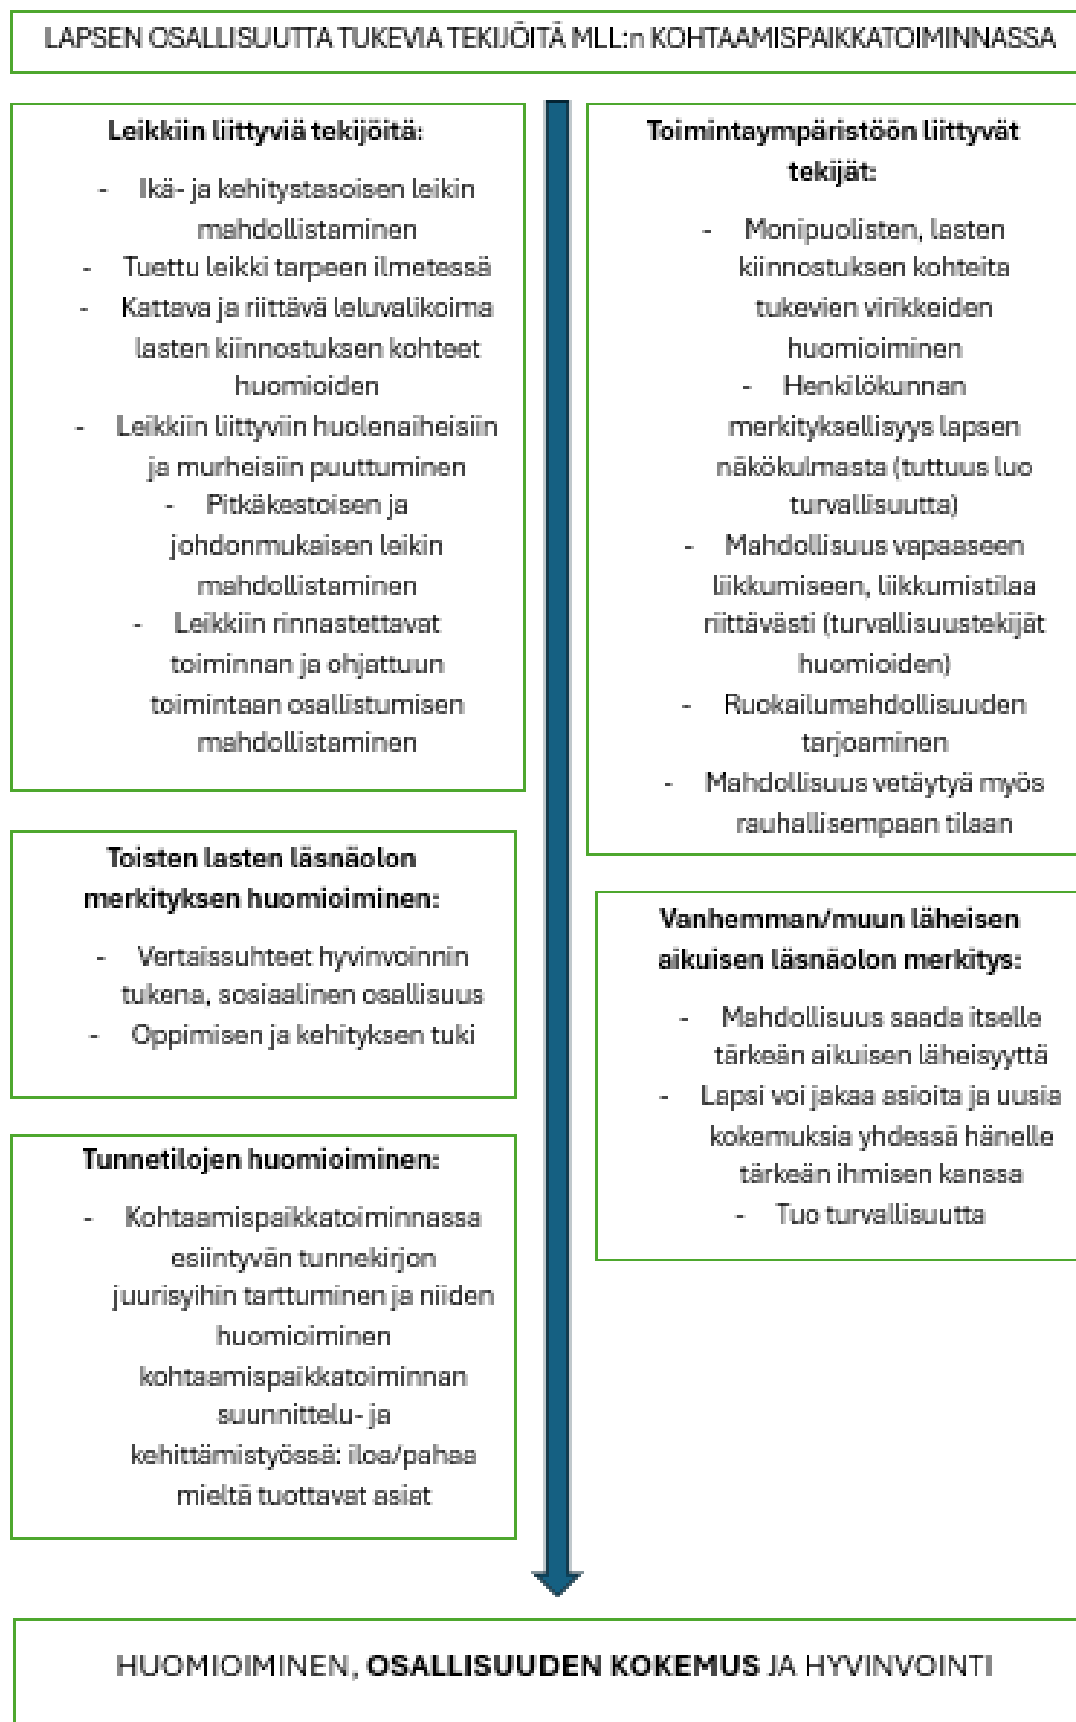 LAPSEN OSALLISUUTTA TUKEVIA TEKIJÖITÄ MLL:n KOHTAAMISPAIKKATOIMINNASSA
Leikkiin liittyviä tekijöitä:
- Ikä- ja kehitystasoisen leikin
mahdollistaminen
- Tuettu leikki tarpeen ilmetessä
- Kattava ja riittävä leluvalikoima
lasten kiinnostuksen kohteet
huomioiden
- Leikkiin liittyviin huolenaiheisiin
ja murheisiin puuttuminen
- Pitkäkestoisen ja
johdonmukaisen leikin
mahdollistaminen
- Leikkiin rinnastettavat
toiminnan ja ohjattuun
toimintaan osallistumisen
mahdollistaminen
Toisten lasten läsnäolon
merkityksen huomioiminen:
- Vertaissuhteet hyvinvoinnin
tukena, sosiaalinen osallisuus
- Oppimisen ja kehityksen tuki
Tunnetilojen huomioiminen:
- Kohtaamispaikkatoiminnassa
esiintyvän tunnekirjon
juurisyihin tarttuminen ja niiden
huomioiminen
kohtaamispaikkatoiminnan
suunnittelu- ja
kehittämistyössä: iloa/pahaa
mieltä tuottavat asiat
Toimintaympäristöön liittyvät
tekijät:
- Monipuolisten, lasten
kiinnostuksen kohteita
tukevien virikkeiden
huomioiminen
- Henkilökunnan
merkityksellisyys lapsen
näkökulmasta (tuttuus luo
turvallisuutta)
- Mahdollisuus vapaaseen
liikkumiseen, liikkumistilaa
riittävästi (turvallisuustekijät
huomioiden)
- Ruokailumahdollisuuden
tarjoaminen
- Mahdollisuus vetäytyä myös
rauhallisempaan tilaan
Vanhemman/muun läheisen
aikuisen läsnäolon merkitys:
- Mahdollisuus saada itselle
tärkeän aikuisen läheisyyttä
- Lapsi voi jakaa asioita ja uusia
kokemuksia yhdessä hänelle
tärkeän ihmisen kanssa
- Tuo turvallisuutta
HUOMIOIMINEN, OSALLISUUDEN KOKEMUS JA HYVINVOINTI